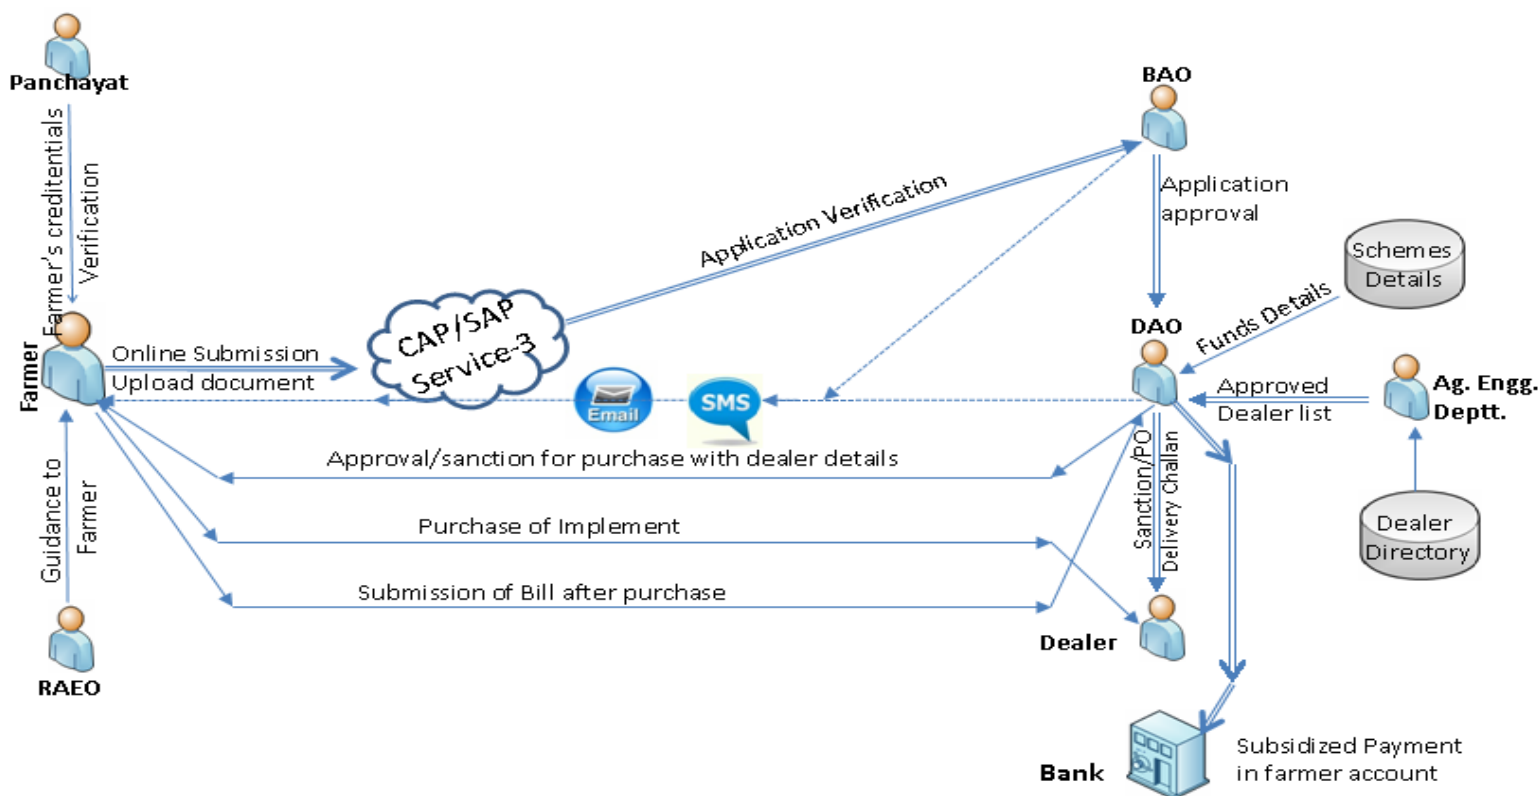 Panchayat
BAO
Farmer's creditentials
Verification
Application Verification
Application
approval
Schemes
Details
CAP/SAP
Service-3
DAO
Funds Details
Farmer
Online Submission
Upload document
Email
SMS
Approved
Dealer list
Ag. Engg.
Deptt.
Approval/sanction for purchase with dealer details
Sanction/PO
Delivery Challan
Guidance to
Farmer
Purchase of Implement
Dealer
Directory
Submission of Bill after purchase
Dealer
RAEO
Bank
Subsidized Payment
in farmer account